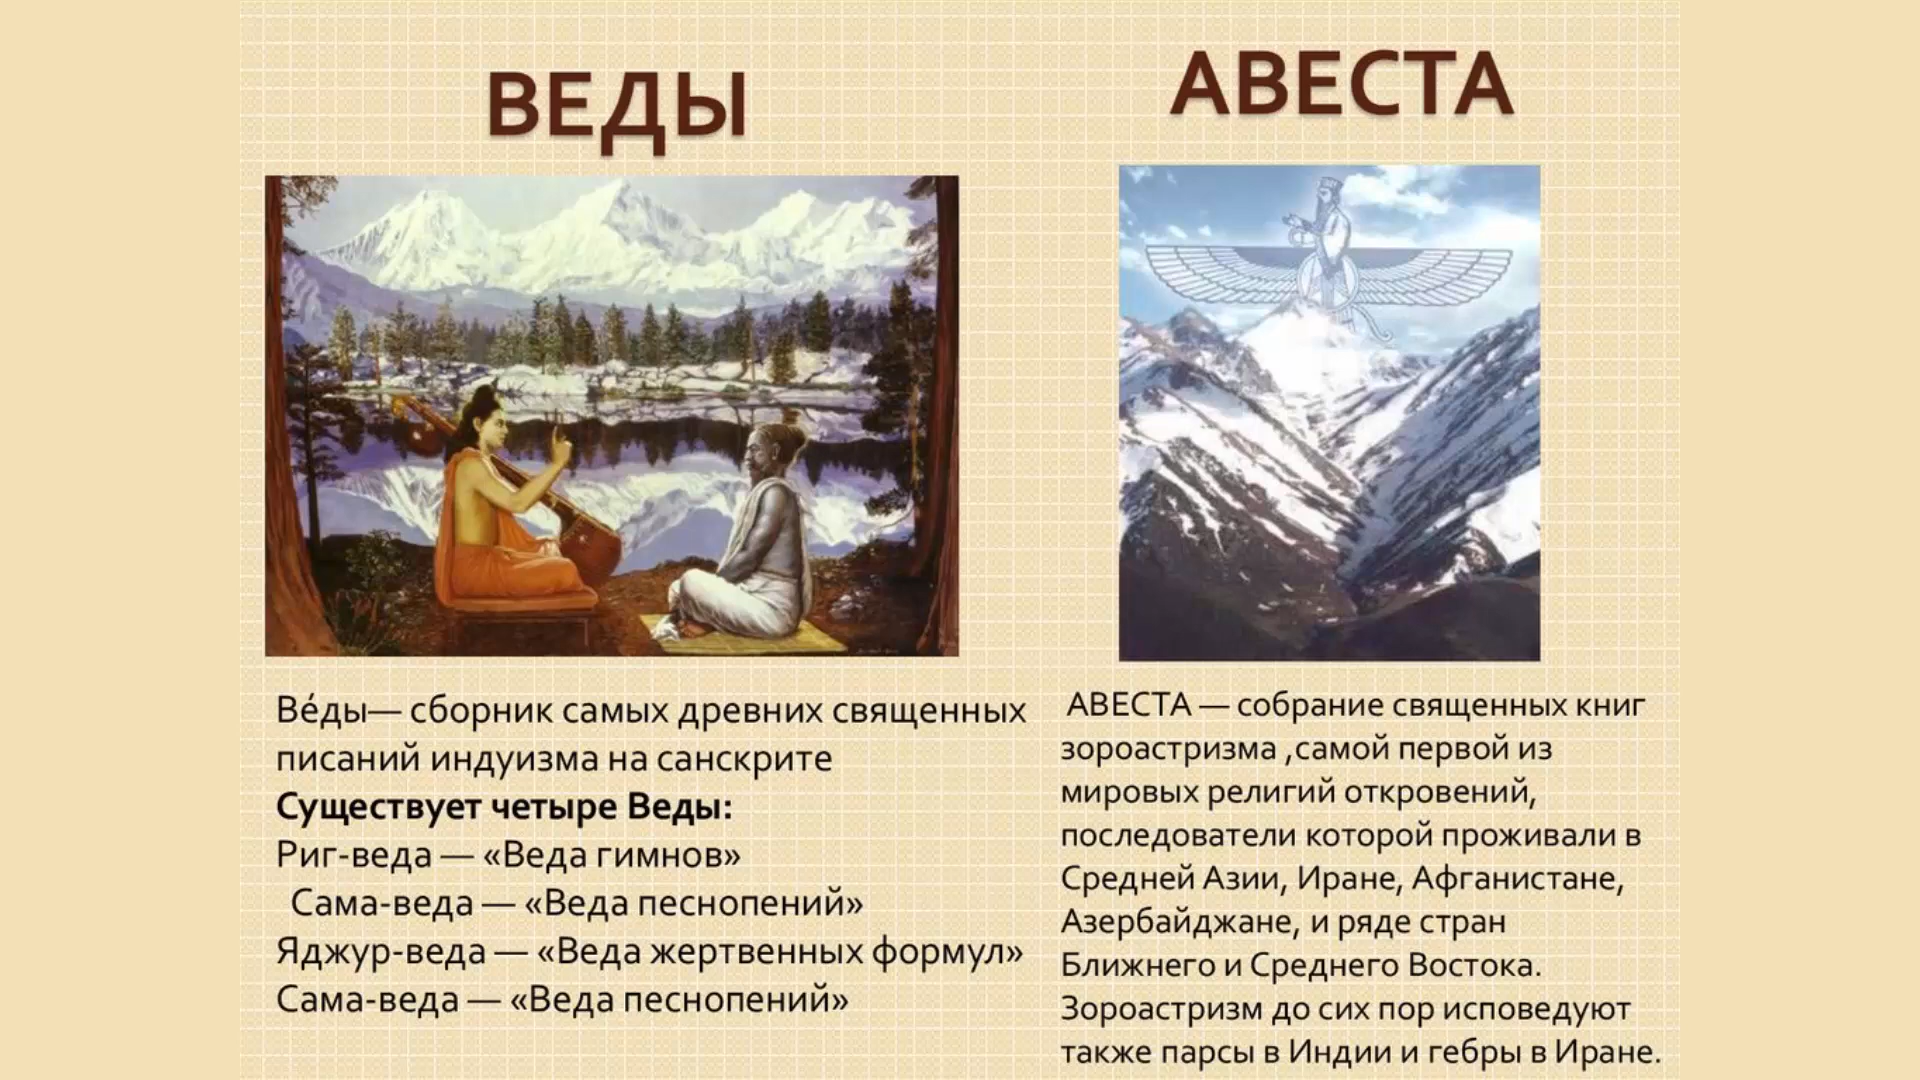 ВЕДЫ
Ве́ды— сборник самых древних священных
писаний индуизма на санскрите
Существует четыре Веды:
Риг-веда — «Веда гимнов»
Сама-веда — «Веда песнопений»
Яджур-веда — «Веда жертвенных формул»
Сама-веда — «Веда песнопений»
АВЕСТА
АВЕСТА — собрание священных книг
зороастризма ,самой первой из
мировых религий откровений,
последователи которой проживали в
Средней Азии, Иране, Афганистане,
Азербайджане, и ряде стран
Ближнего и Среднего Востока.
Зороастризм до сих пор исповедуют
также парсы в Индии и гебры в Иране.